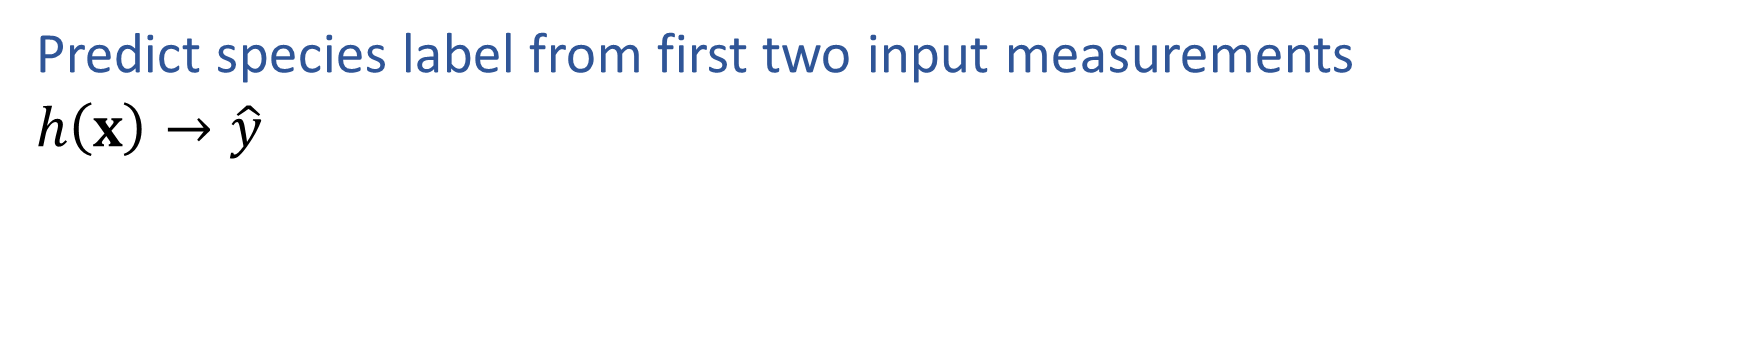 Predict species label from first two input measurements
h(𝐱) → ŷ